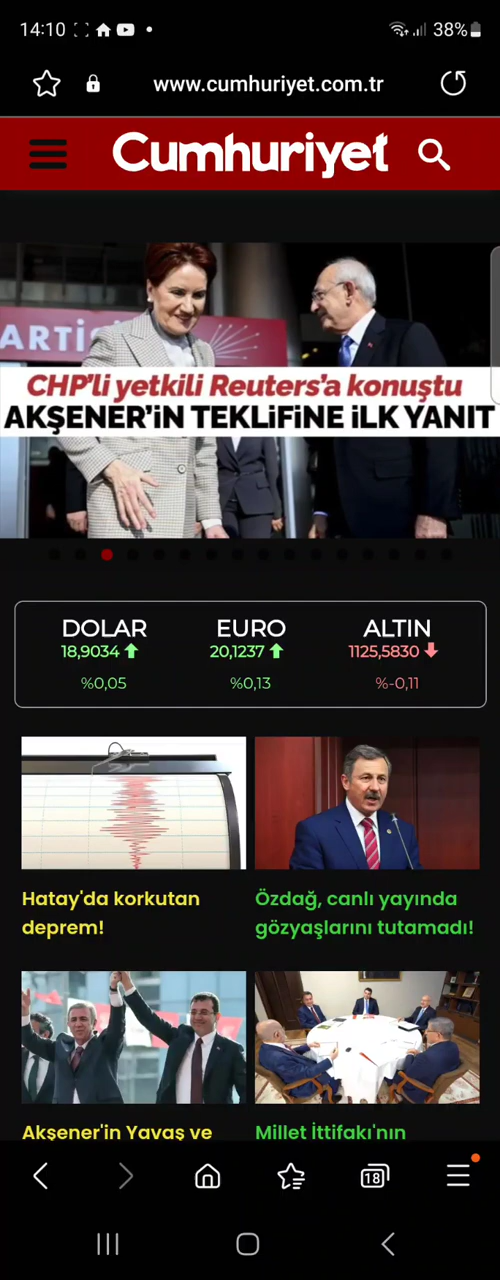 14:10
38%
www.cumhuriyet.com.tr
Cumhuriyet
ARTİ
CHP'li yetkili Reuters'a konuştu
AKŞENER'İN TEKLİFİNE İLK YANIT
DOLAR EURO ALTIN
18,9034 20,1237 1125,5830
%0,05 %0,13 %-0,11
Hatay'da korkutan
deprem!
Özdağ, canlı yayında
gözyaşlarını tutamadı!
Akşener'in Yavaş ve
Millet İttifakı'nın
18